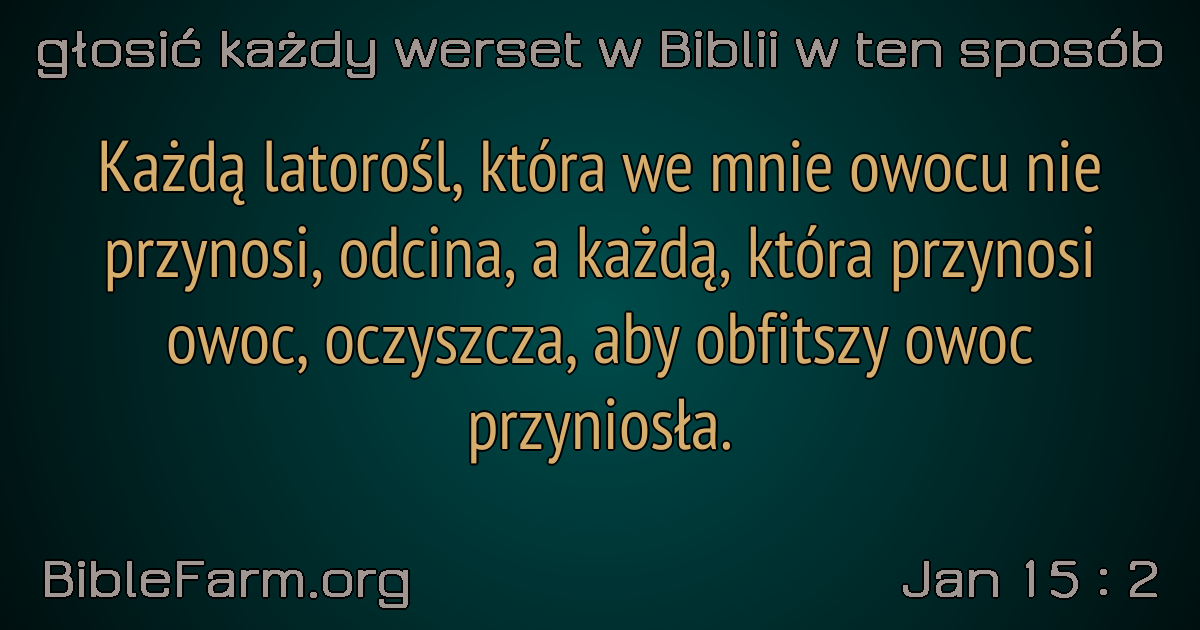 głosić każdy werset w Biblii w ten sposób
Każdą latorośl, która we mnie owocu nie
przynosi, odcina, a każdą, która przynosi
owoc, oczyszcza, aby obfitszy owoc
przyniosła.
BibleFarm.org
Jan 15 : 2